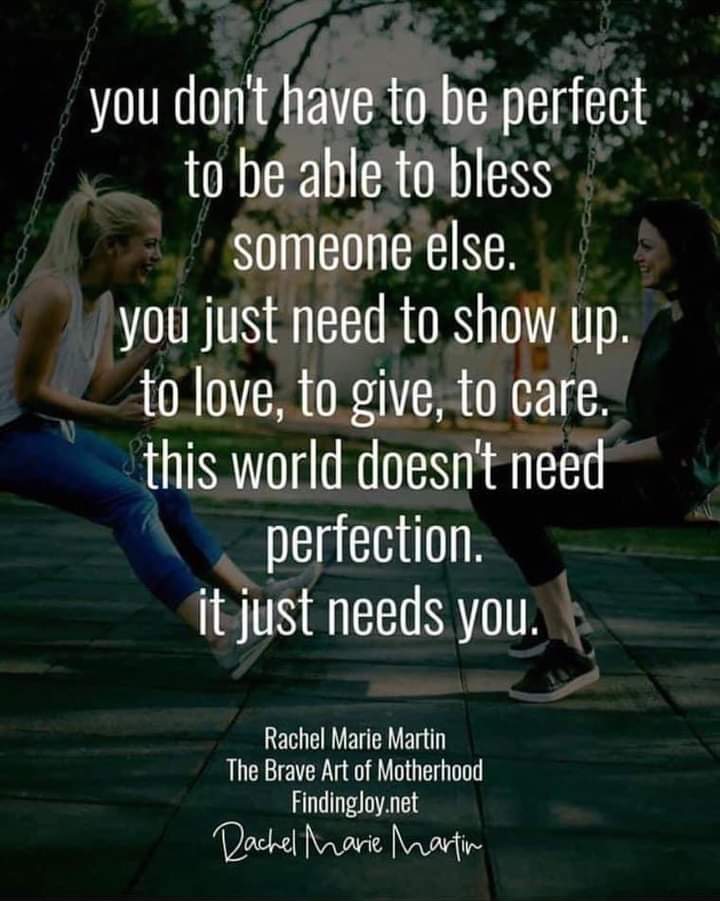 you don't have to be perfect
to be able to bless
someone else.
you just need to show up.
to love, to give, to care.
this world doesn't need
perfection.
it just needs you.
Rachel Marie Martin
The Brave Art of Motherhood
FindingJoy.net
Rachel Marie Martin